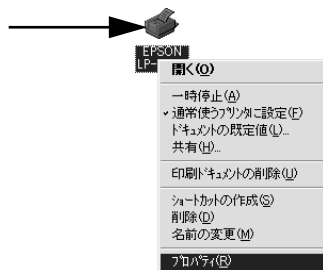 EPSON
LP-
開く(O)
一時停止(A)
通常使うプリンタに設定(F)
ドキュメントの既定値(L)...
共有(H)...
印刷ドキュメントの削除(U)
ショートカットの作成(S)
削除(D)
名前の変更(M)
プロパティ(R)